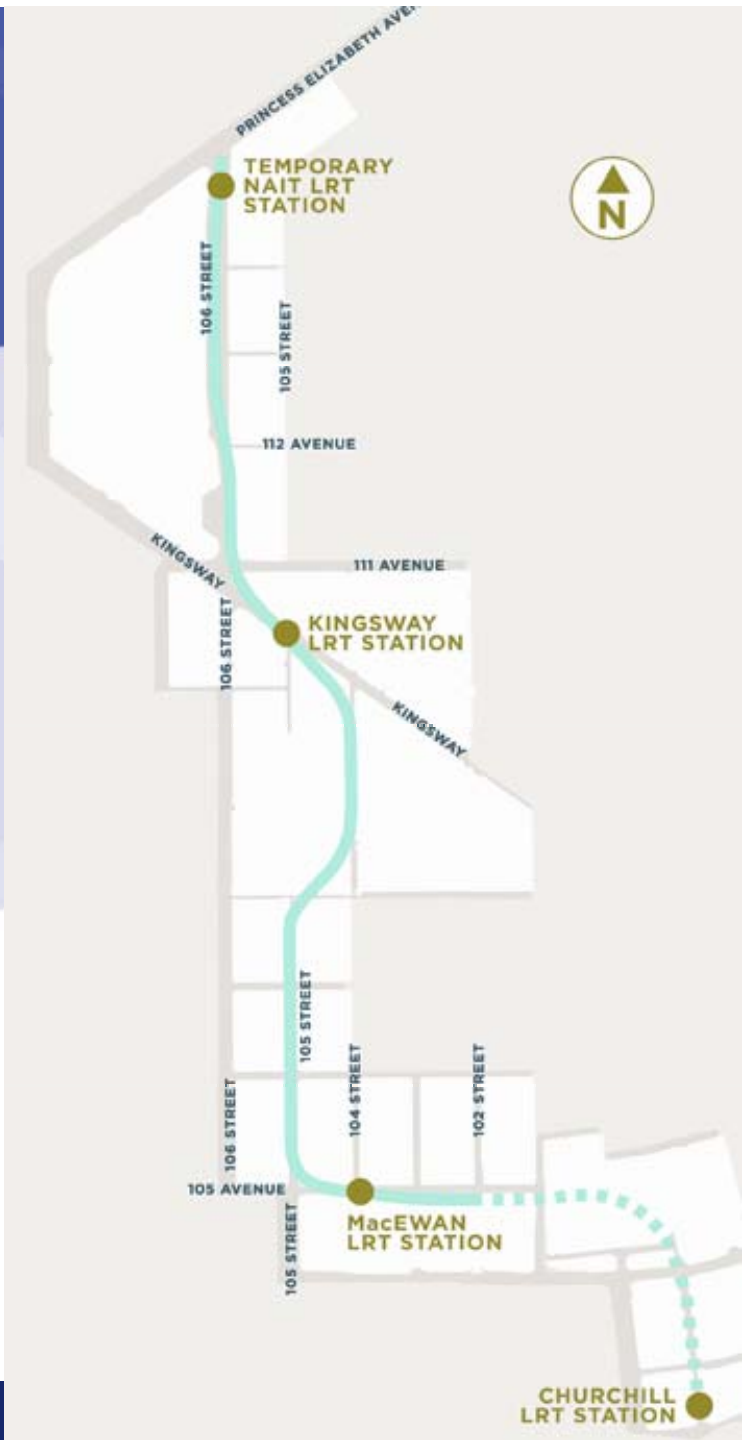 PRINCESS ELIZABETH AVEN
TEMPORARY
NAIT LRT
STATION
N
106 STREET
105 STREET
112 AVENUE
KINGSWAY
111 AVENUE
106 STREET
KINGSWAY
LRT STATION
KINGSWAY
105 STREET
104 STREET
102 STREET
106 STREET
105 AVENUE
105 STREET
MacEWAN
LRT STATION
CHURCHILL
LRT STATION